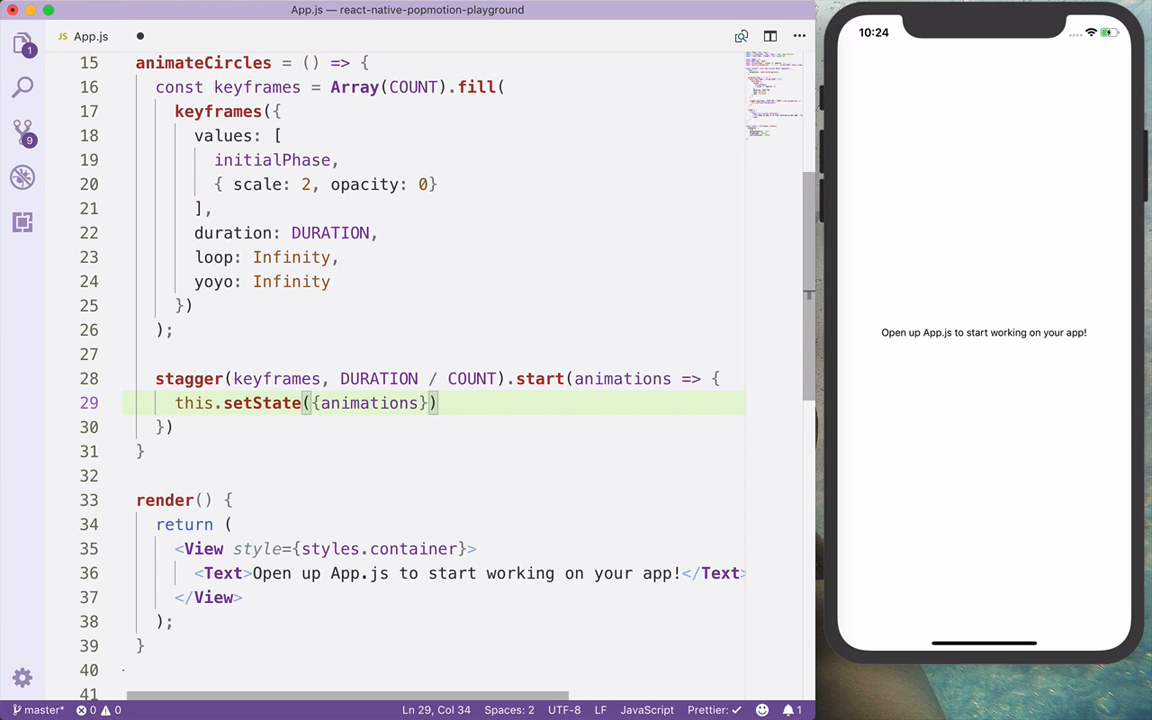 App.js — react-native-popmotion-playground
JS App.js
1
9
15 animateCircles = () => {
16 const keyframes = Array(COUNT).fill(
17 keyframes({
18 values: [
19 initialPhase,
20 { scale: 2, opacity: 0}
21 ],
22 duration: DURATION,
23 loop: Infinity,
24 yoyo: Infinity
25 })
26 );
27
28 stagger(keyframes, DURATION / COUNT).start(animations => {
29 this.setState({animations})
30 })
31 }
32
33 render() {
34 return (
35 <View style={styles.container}>
36 <Text>Open up App.js to start working on your app!</Text>
37 </View>
38 );
39 }
40
41
master* 0 0 Ln 29, Col 34 Spaces: 2 UTF-8 LF JavaScript Prettier: ✓ 1
10:24
Open up App.js to start working on your app!